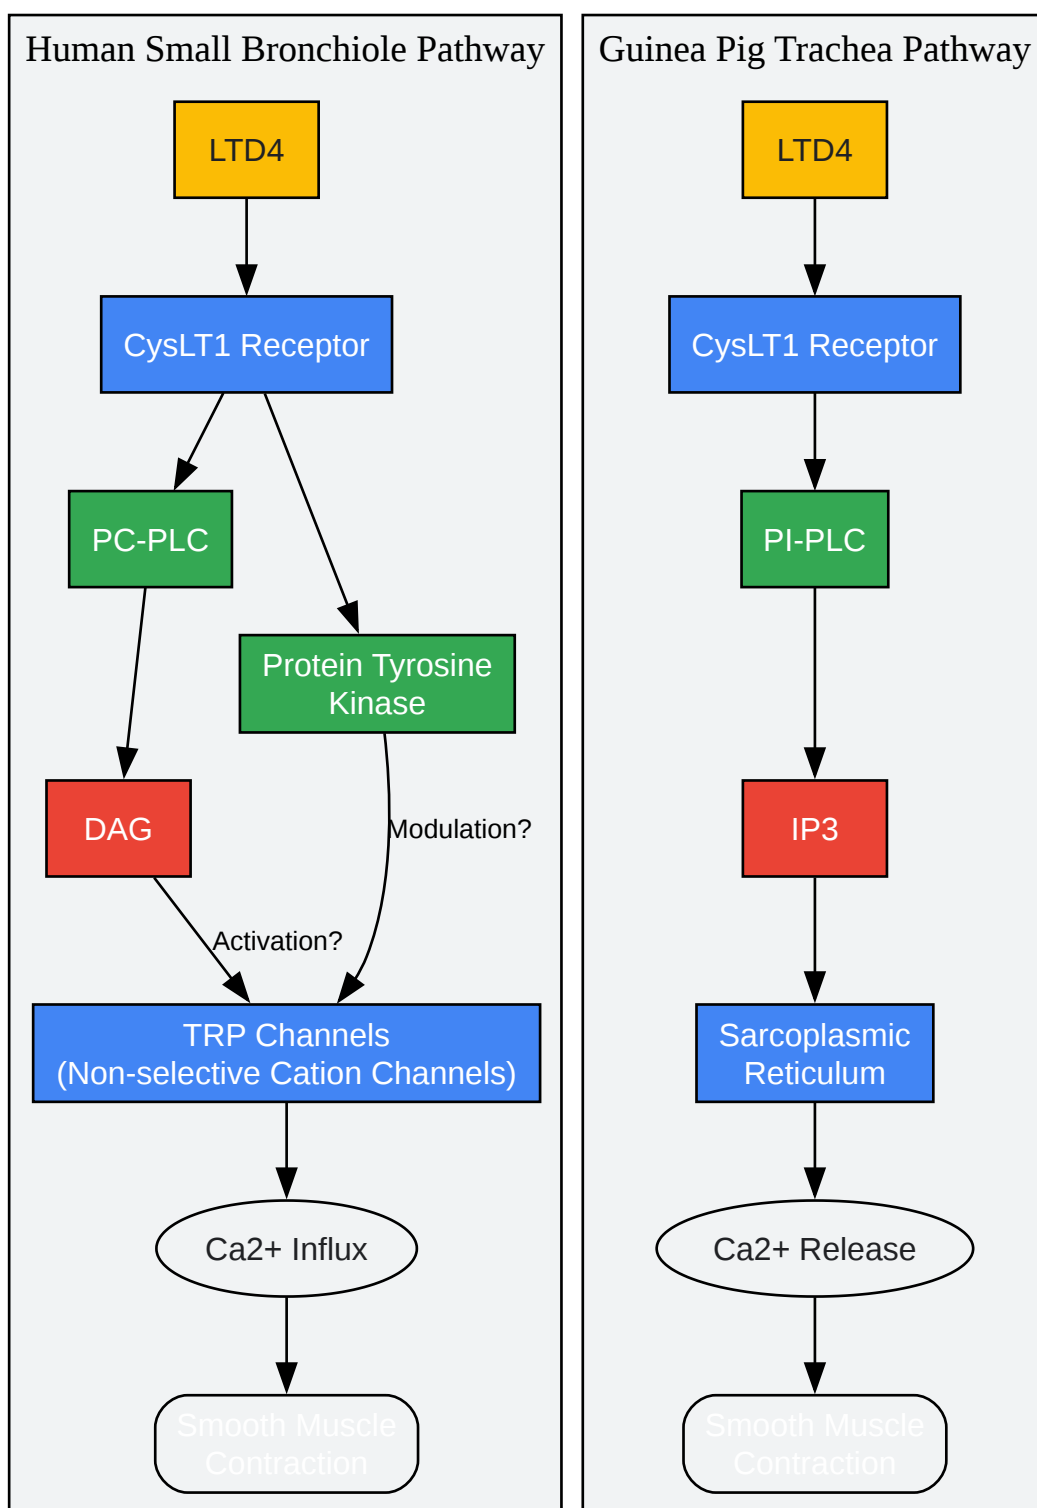 Human Small Bronchiole Pathway
LTD4
CysLT1 Receptor
PC-PLC
Protein Tyrosine
Kinase
DAG
Modulation?
Activation?
TRP Channels
(Non-selective Cation Channels)
Ca2+ Influx
Smooth Muscle
Contraction
Guinea Pig Trachea Pathway
LTD4
CysLT1 Receptor
PI-PLC
IP3
Sarcoplasmic
Reticulum
Ca2+ Release
Smooth Muscle
Contraction